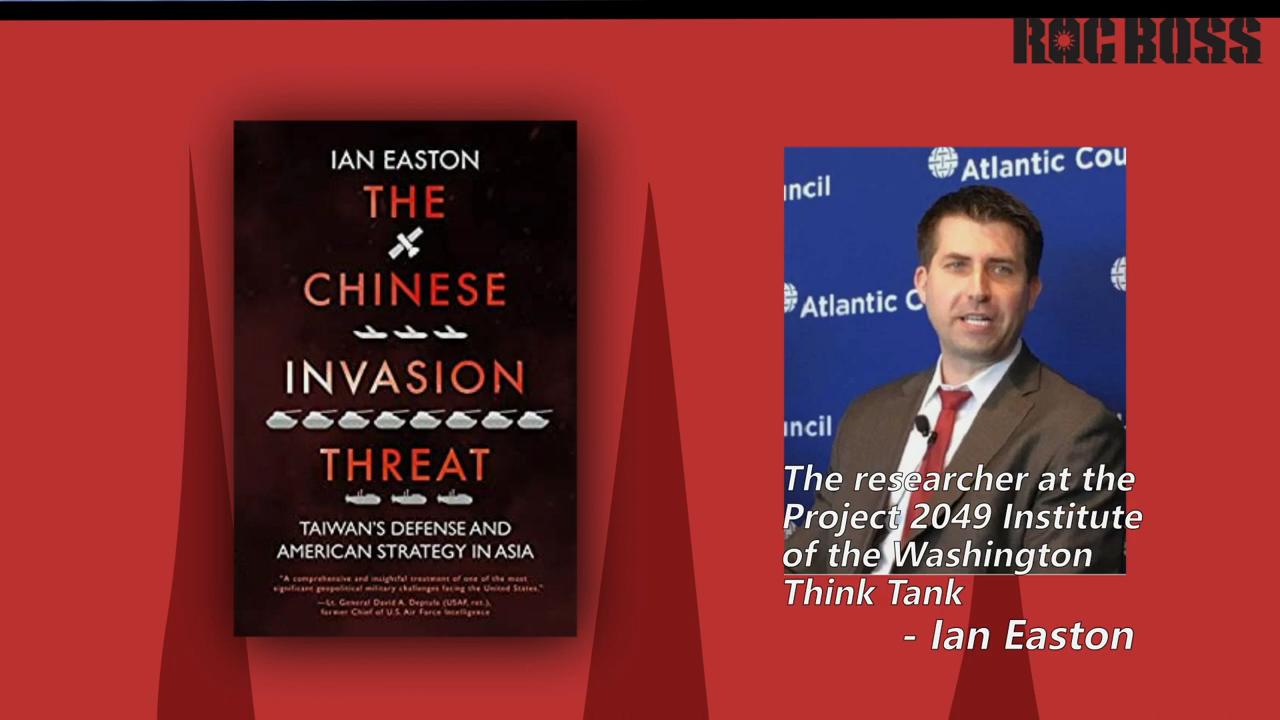 ROC BOSS
IAN EASTON
THE
CHINESE
INVASION
THREAT
TAIWAN'S DEFENSE AND
AMERICAN STRATEGY IN ASIA
"A comprehensive and insightful treatment of one of the most
significant geopolitical military challenges facing the United States."
—Lt. General David A. Deptula (USAF, ret.),
former Chief of U.S. Air Force Intelligence
Atlantic Cou
ncil
Atlantic C
uncil
The researcher at the
Project 2049 Institute
of the Washington
Think Tank
- Ian Easton